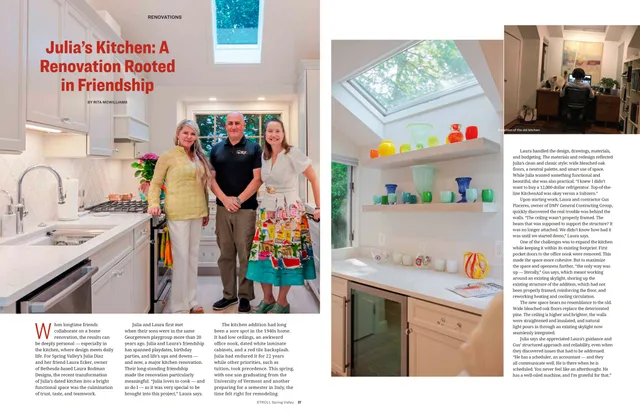 RENOVATIONS
Julia's Kitchen: A
Renovation Rooted
in Friendship
BY RITA MCWILLIAMS
When longtime friends
collaborate on a home
renovation, the results can
be deeply personal — especially in
the kitchen, where design meets daily
life. For Spring Valley's Julia Diaz
and her friend Laura Fisher, owner
of Bethesda-based Laura Rodman
Designs, the recent transformation
of Julia's dated kitchen into a bright
functional space was the culmination
of trust, taste, and teamwork.
Julia and Laura first met
when their sons were in the same
Georgetown playgroup more than 20
years ago. Julia and Laura's friendship
has spanned playdates, birthday
parties, and life's ups and downs —
and now, a major kitchen renovation.
Their long-standing friendship
made the renovation particularly
meaningful. "Julia loves to cook — and
so do I — so it was very special to be
brought into this project," Laura says.
The kitchen addition had long
been a sore spot in the 1940s home
It had low ceilings, an awkward
office nook, dated white laminate
cabinets, and a red tile backsplash.
Julia had endured it for 21 years
while other priorities, such as
tuition, took precedence. This spring,
with one son graduating from the
University of Vermont and another
preparing for a semester in Italy, the
time felt right for remodeling.
STROLL Spring Valley 17
of the old kitchen
Laura handled the design, drawings, materials,
and budgeting. The materials and redesign reflected
Julia's clean and classic style: wide bleached oak
floors, a neutral palette, and smart use of space.
While Julia wanted something functional and
beautiful, she was also practical. "I knew I didn't
want to buy a 12,000-dollar refrigerator. Top-of-the-
line KitchenAid was okay versus a Subzero."
Upon starting work, Laura and contractor Gus
Placeres, owner of DMV General Contracting Group,
quickly discovered the real trouble was behind the
walls. "The ceiling wasn't properly framed. The
beam that was supposed to support the structure? It
was no longer attached. We didn't know how bad it
was until we started demo," Laura says.
One of the challenges was to expand the kitchen
while keeping it within its existing footprint. First
pocket doors to the office nook were removed. This
made the space more cohesive. But to maximize
the space and openness further, "the only way was
up — literally," Gus says, which meant working
around an existing skylight, shoring up the
existing structure of the addition, which had not
been properly framed, reinforcing the floor, and
reworking heating and cooling circulation.
The new space bears no resemblance to the old
Wide bleached-oak floors replace the deteriorated
pine. The ceiling is higher and brighter, the walls
were straightened and insulated, and natural
light pours in through an existing skylight now
seamlessly integrated.
Julia says she appreciated Laura's guidance and
Gus' structured approach and reliability even when
they discovered issues that had to be addressed.
"He has a scheduler, an accountant — and they
all communicate well. He is there when he is
scheduled. You never feel like an afterthought. He
has a well-oiled machine, and I'm grateful for that."